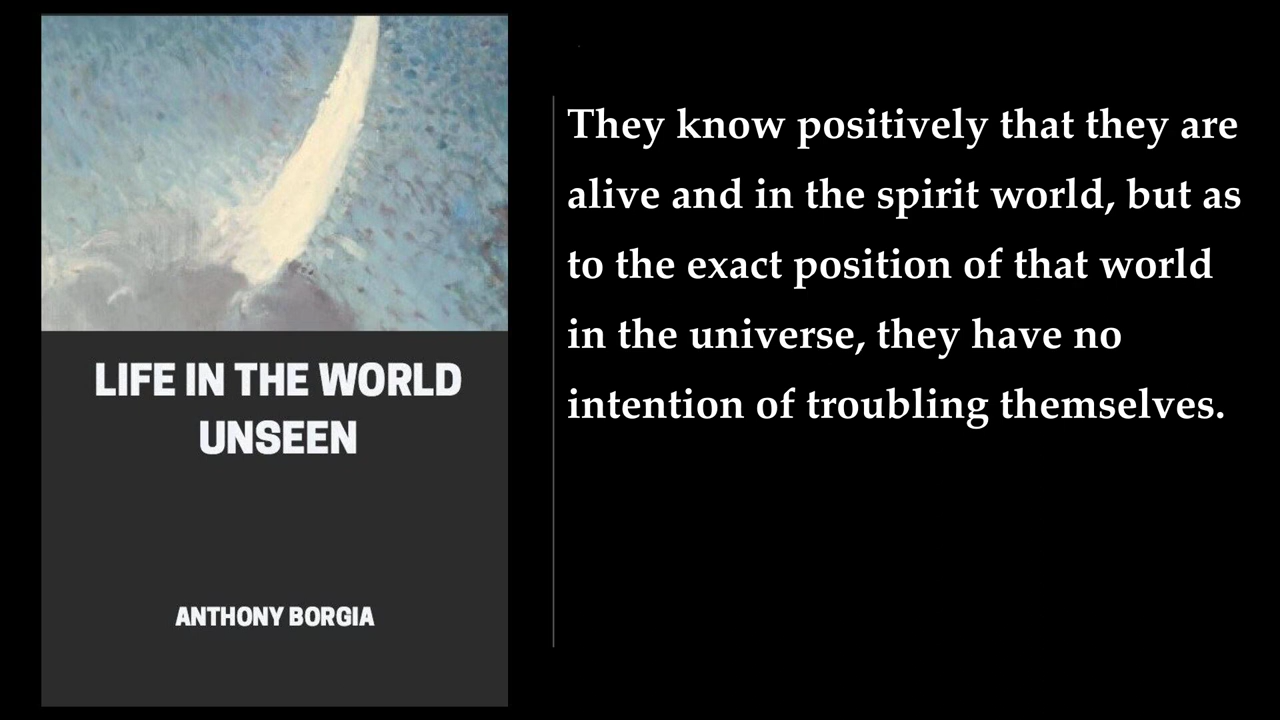 LIFE IN THE WORLD
UNSEEN
ANTHONY BORGIA
They know positively that they are
alive and in the spirit world, but as
to the exact position of that world
in the universe, they have no
intention of troubling themselves.